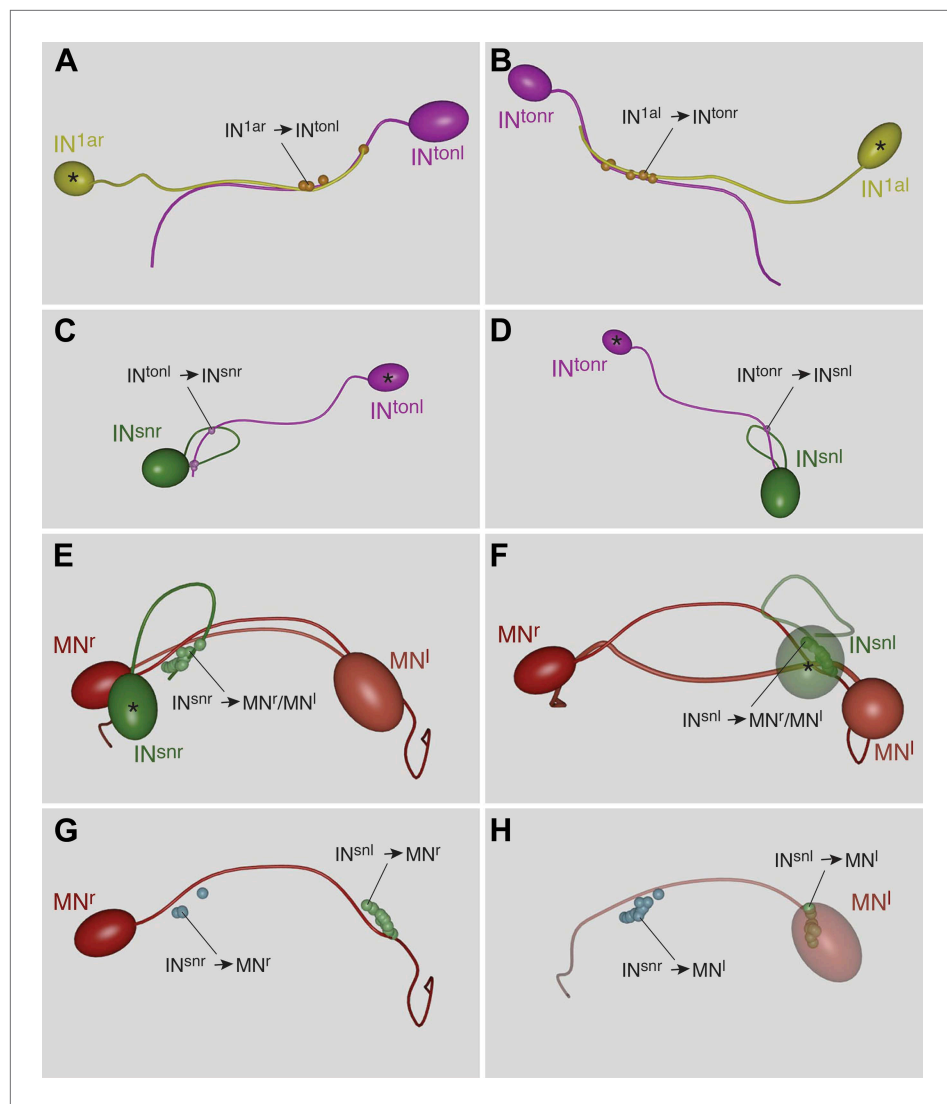 A
IN1ar → INtonl
IN1ar
*
INtonl
B
INtonr
IN1al → INtonr
*
IN1al
C
INtonl → INsnr
*
INtonl
INsnr
D
*
INtonr
INtonr → INsnl
INsnl
E
MNr
MNl
INsnr → MNr/MNl
*
INsnr
F
MNr
INsnl
*
INsnl → MNr/MNl
MNl
G
INsnl → MNr
MNr
INsnr → MNr
H
INsnl → MNl
MNl
INsnr → MNl